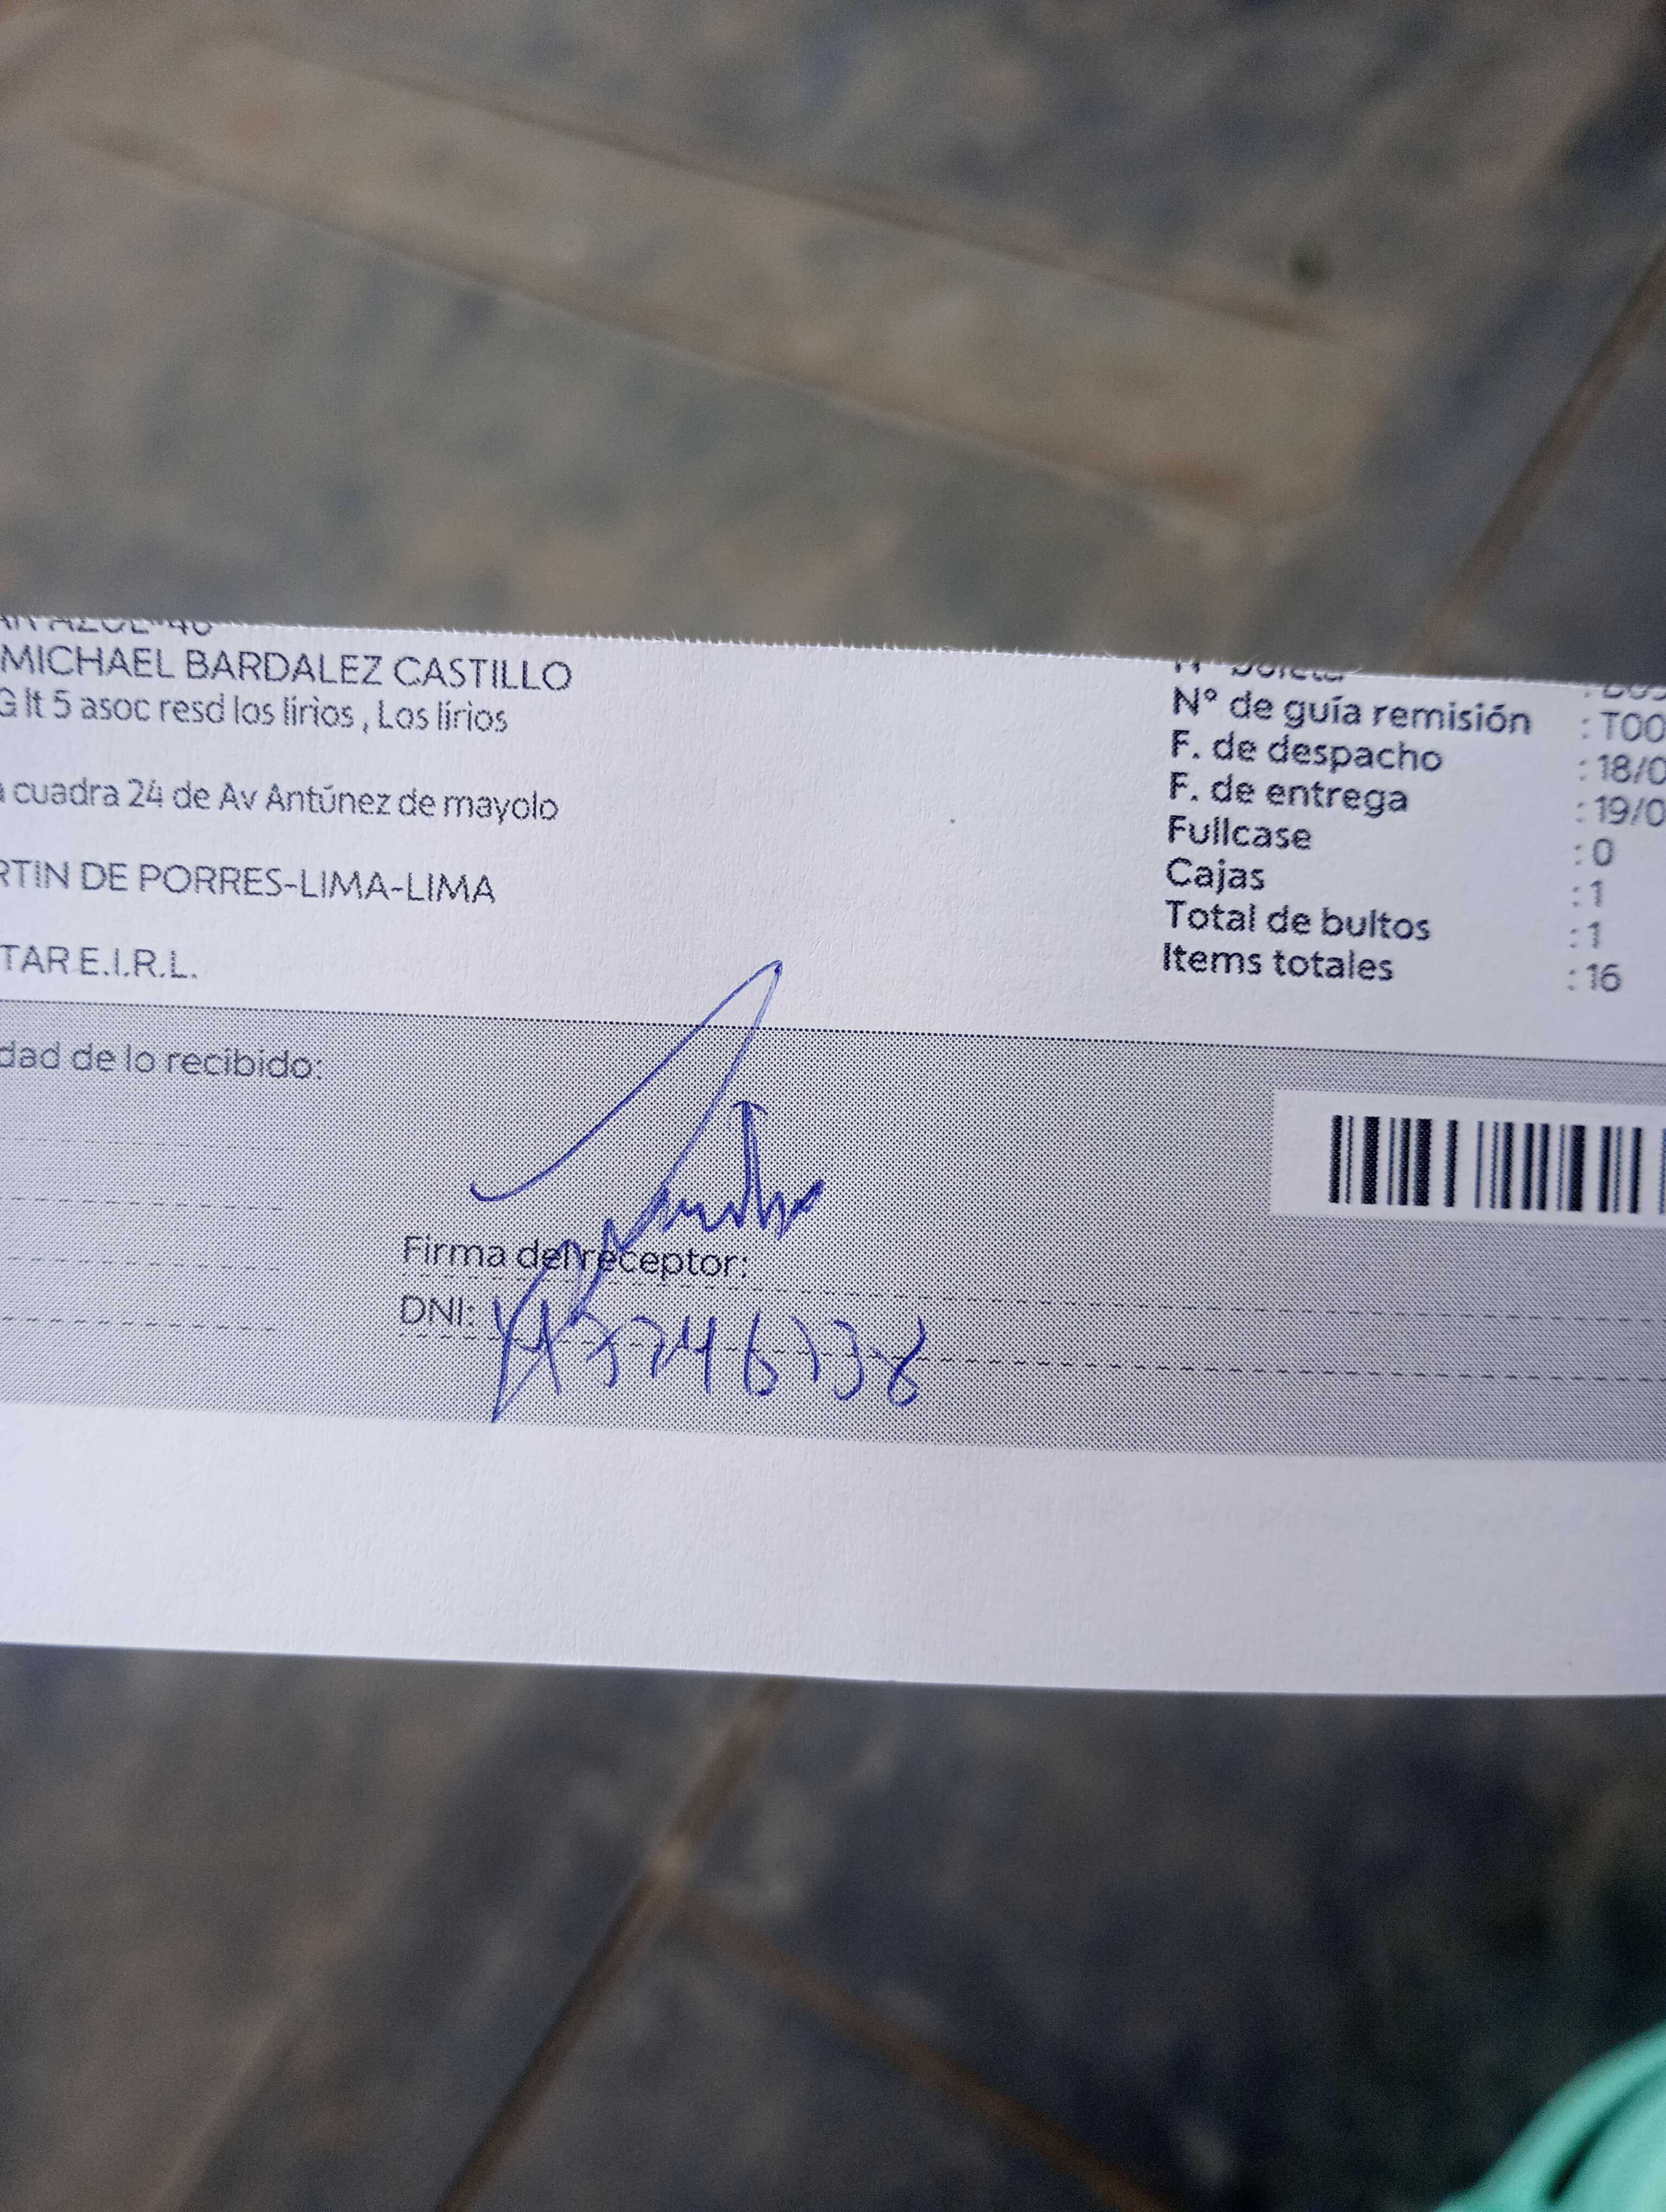 MICHAEL BARDALEZ CASTILLO
G lt 5 asoc resd los lirios , Los lirios
cuadra 24 de Av Antúnez de mayolo
RTIN DE PORRES-LIMA-LIMA
TAR E.I.R.L.
N° boleta
N° de guía remisión : T00
F. de despacho : 18/0
F. de entrega : 19/0
Fullcase : 0
Cajas : 1
Total de bultos : 1
Items totales : 16
dad de lo recibido:
Firma del receptor:
DNI: